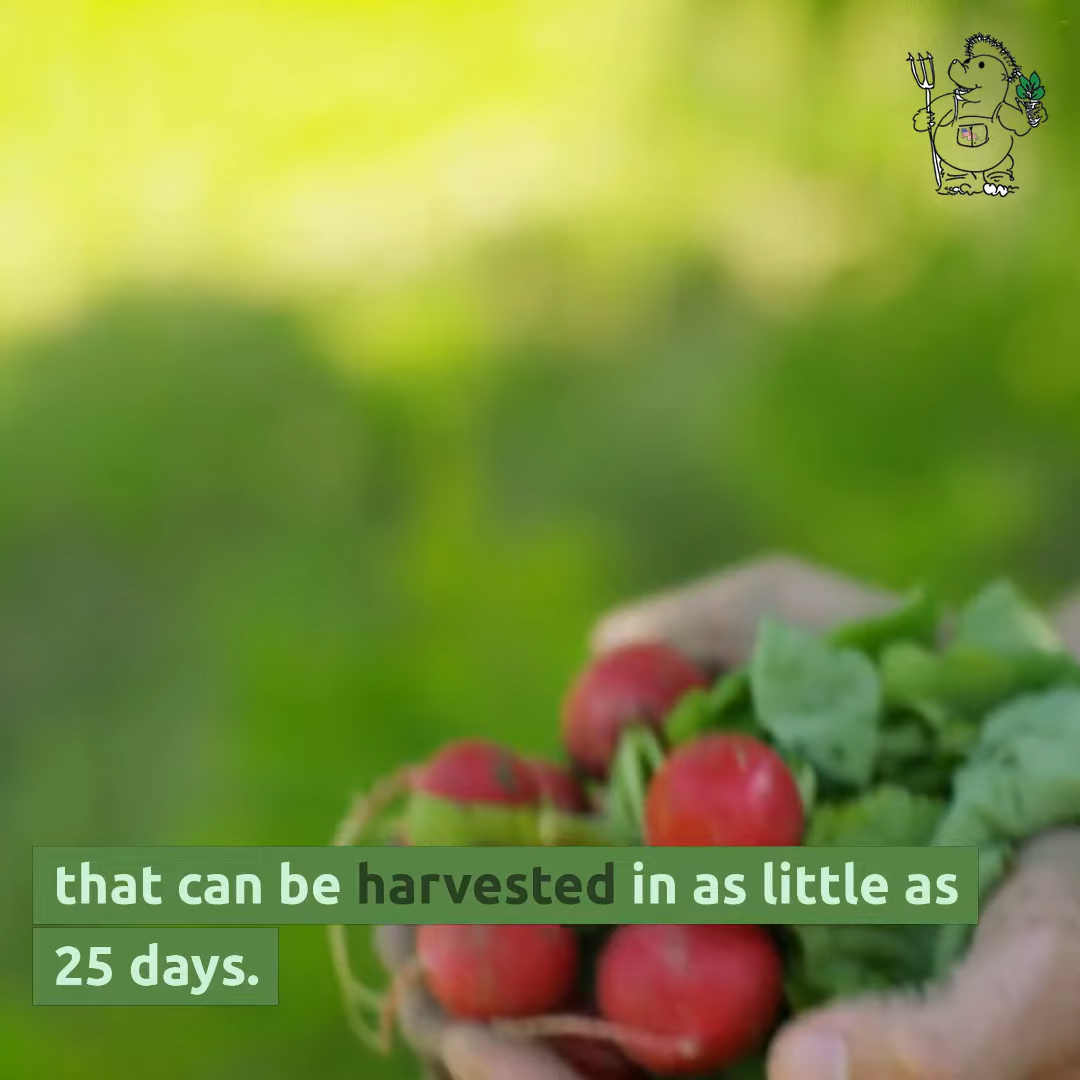 that can be harvested in as little as
25 days.